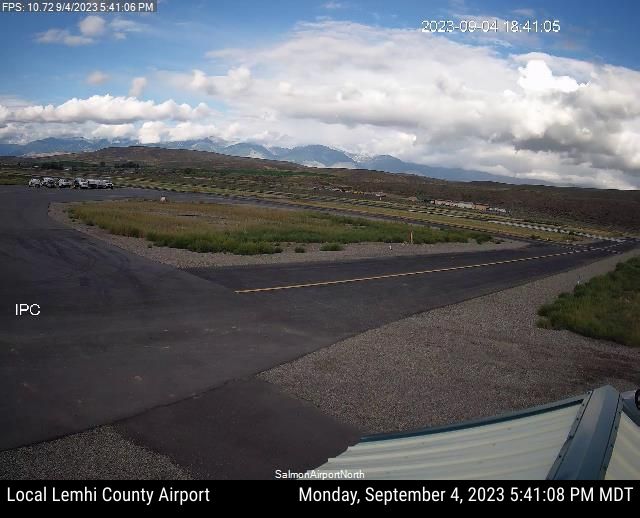 FPS: 10.72 9/4/2023 5:41:06 PM
2023-09-04 18:41:05
IPC
SalmonAirportNorth
Local Lemhi County Airport
Monday, September 4, 2023 5:41:08 PM MDT